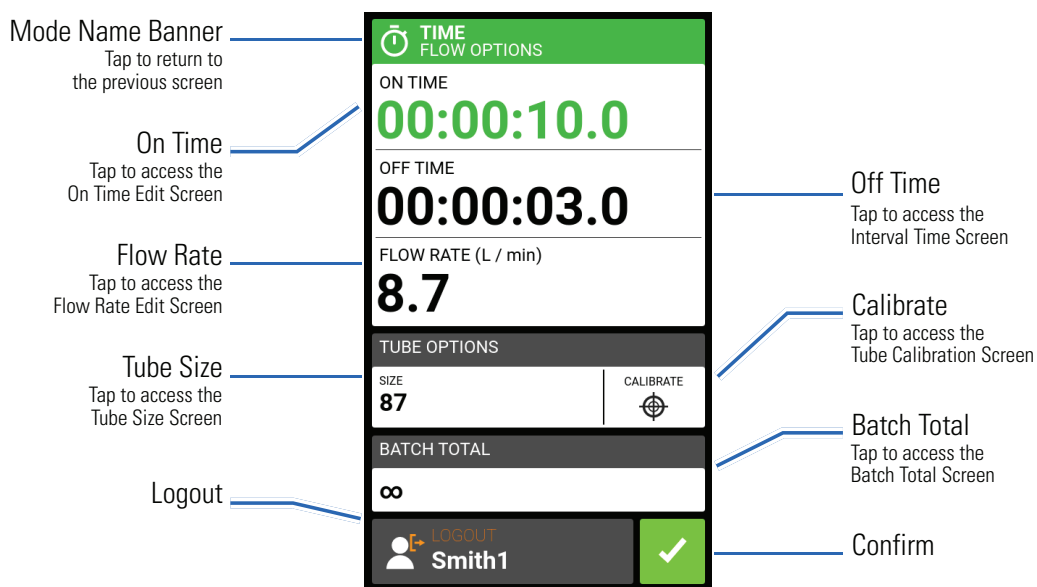 Mode Name Banner
Tap to return to
the previous screen
On Time
Tap to access the
On Time Edit Screen
Flow Rate
Tap to access the
Flow Rate Edit Screen
Tube Size
Tap to access the
Tube Size Screen
Logout
TIME
FLOW OPTIONS
ON TIME
00:00:10.0
OFF TIME
00:00:03.0
FLOW RATE (L / min)
8.7
TUBE OPTIONS
SIZE
87
CALIBRATE
BATCH TOTAL
∞
LOGOUT
Smith1
Off Time
Tap to access the
Interval Time Screen
Calibrate
Tap to access the
Tube Calibration Screen
Batch Total
Tap to access the
Batch Total Screen
Confirm